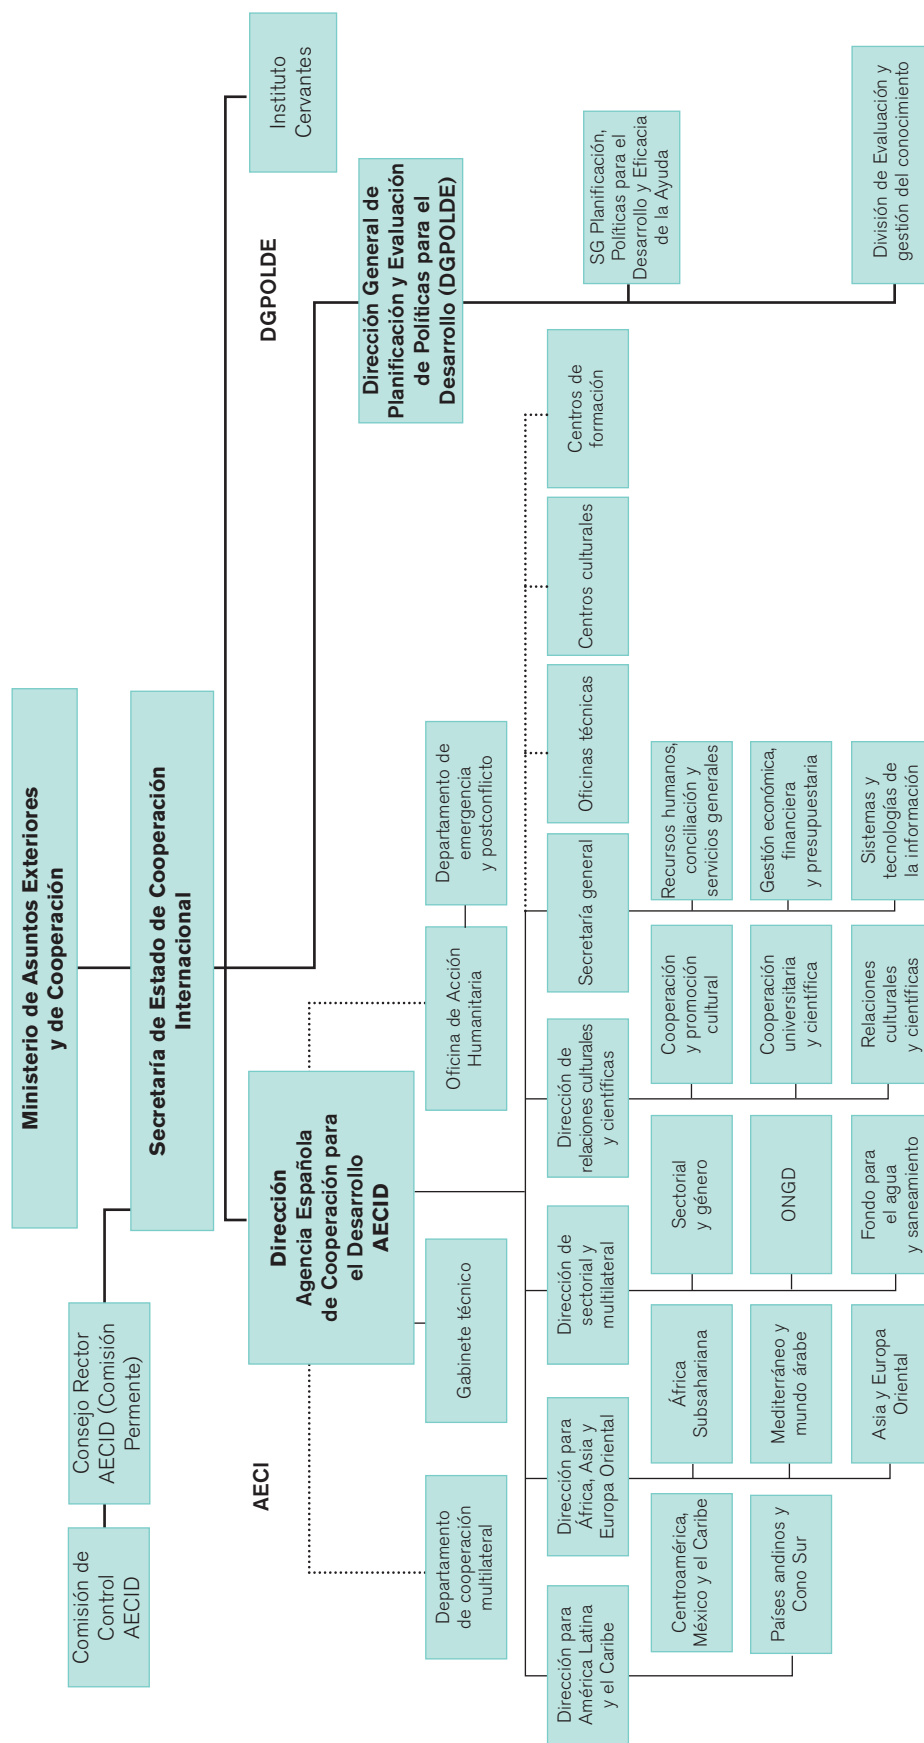 Ministerio de Asuntos Exteriores
y de Cooperación
Comisión de
Control
AECID
Consejo Rector
AECID (Comisión
Permente)
Secretaría de Estado de Cooperación
Internacional
AECI
DGPOLDE
Dirección
Agencia Española
de Cooperación para
el Desarrollo
AECID
Instituto
Cervantes
Dirección General de
Planificación y Evaluación
de Políticas para el
Desarrollo (DGPOLDE)
Departamento
de cooperación
multilateral
Gabinete técnico
Oficina de Acción
Humanitaria
Departamento de
emergencia
y postconflicto
Dirección para
América Latina
y el Caribe
Dirección para
África, Asia y
Europa Oriental
Dirección de
sectorial y
multilateral
Dirección de
relaciones culturales
y científicas
Secretaría general
Oficinas técnicas
Centros culturales
Centros de
formación
SG Planificación,
Políticas para el
Desarrollo y Eficacia
de la Ayuda
Centroamérica,
México y el Caribe
África
Subsahariana
Sectorial
y género
Cooperación
y promoción
cultural
Recursos humanos,
conciliación y
servicios generales
Países andinos y
Cono Sur
Mediterráneo y
mundo árabe
ONGD
Cooperación
universitaria
y científica
Gestión económica,
financiera
y presupuestaria
Asia y Europa
Oriental
Fondo para
el agua
y saneamiento
Relaciones
culturales
y científicas
Sistemas y
tecnologías de
la información
División de Evaluación y
gestión del conocimiento